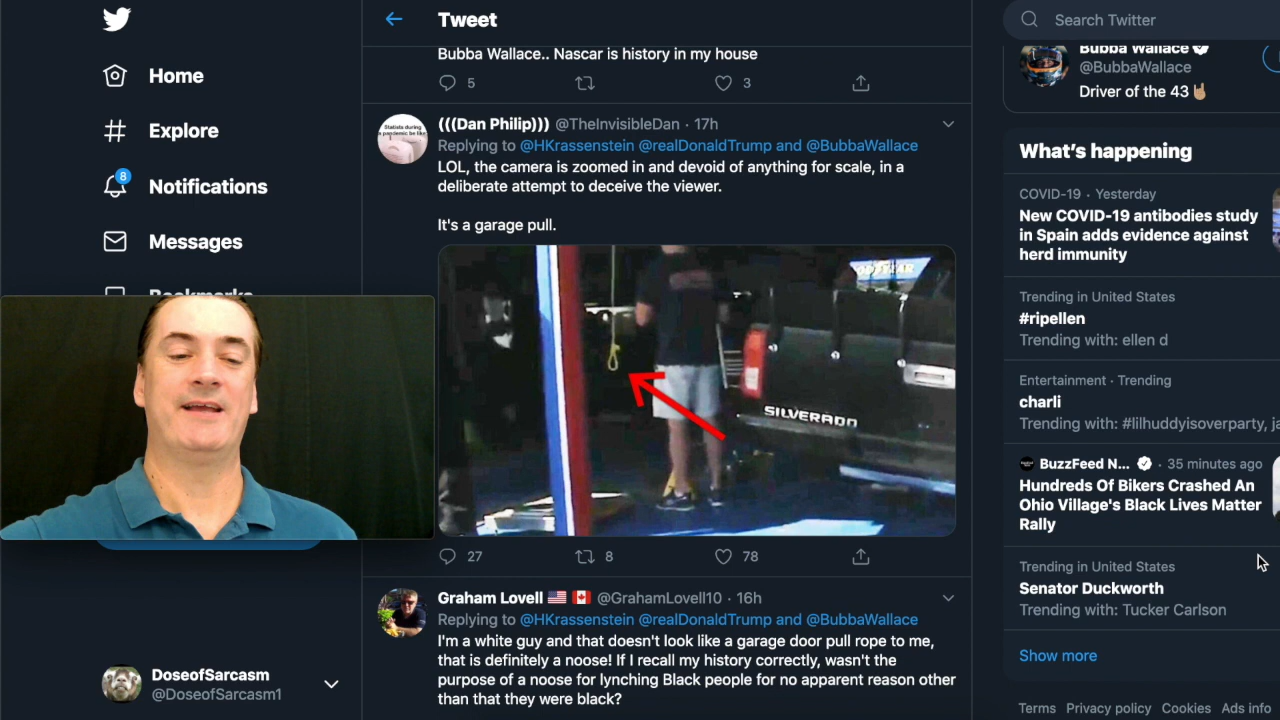 Home
Explore
8
Notifications
Messages
Bookmarks
DoseofSarcasm
@DoseofSarcasm1
Tweet
Bubba Wallace.. Nascar is history in my house
5
3
(((Dan Philip))) @TheInvisibleDan · 17h
Replying to @HKrassenstein @realDonaldTrump and @BubbaWallace
LOL, the camera is zoomed in and devoid of anything for scale, in a
deliberate attempt to deceive the viewer.
It's a garage pull.
Statists during
a pandemic be like
GOODYEAR
SILVERADO
27
8
78
Graham Lovell @GrahamLovell10 · 16h
Replying to @HKrassenstein @realDonaldTrump and @BubbaWallace
I'm a white guy and that doesn't look like a garage door pull rope to me,
that is definitely a noose! If I recall my history correctly, wasn't the
purpose of a noose for lynching Black people for no apparent reason other
than that they were black?
Search Twitter
Bubba Wallace
@BubbaWallace
Driver of the 43
What's happening
COVID-19 · Yesterday
New COVID-19 antibodies study
in Spain adds evidence against
herd immunity
Trending in United States
#ripellen
Trending with: ellen d
Entertainment · Trending
charli
Trending with: #lilhuddyisoverparty, ja
BuzzFeed N... · 35 minutes ago
Hundreds Of Bikers Crashed An
Ohio Village's Black Lives Matter
Rally
Trending in United States
Senator Duckworth
Trending with: Tucker Carlson
Show more
Terms Privacy policy Cookies Ads info